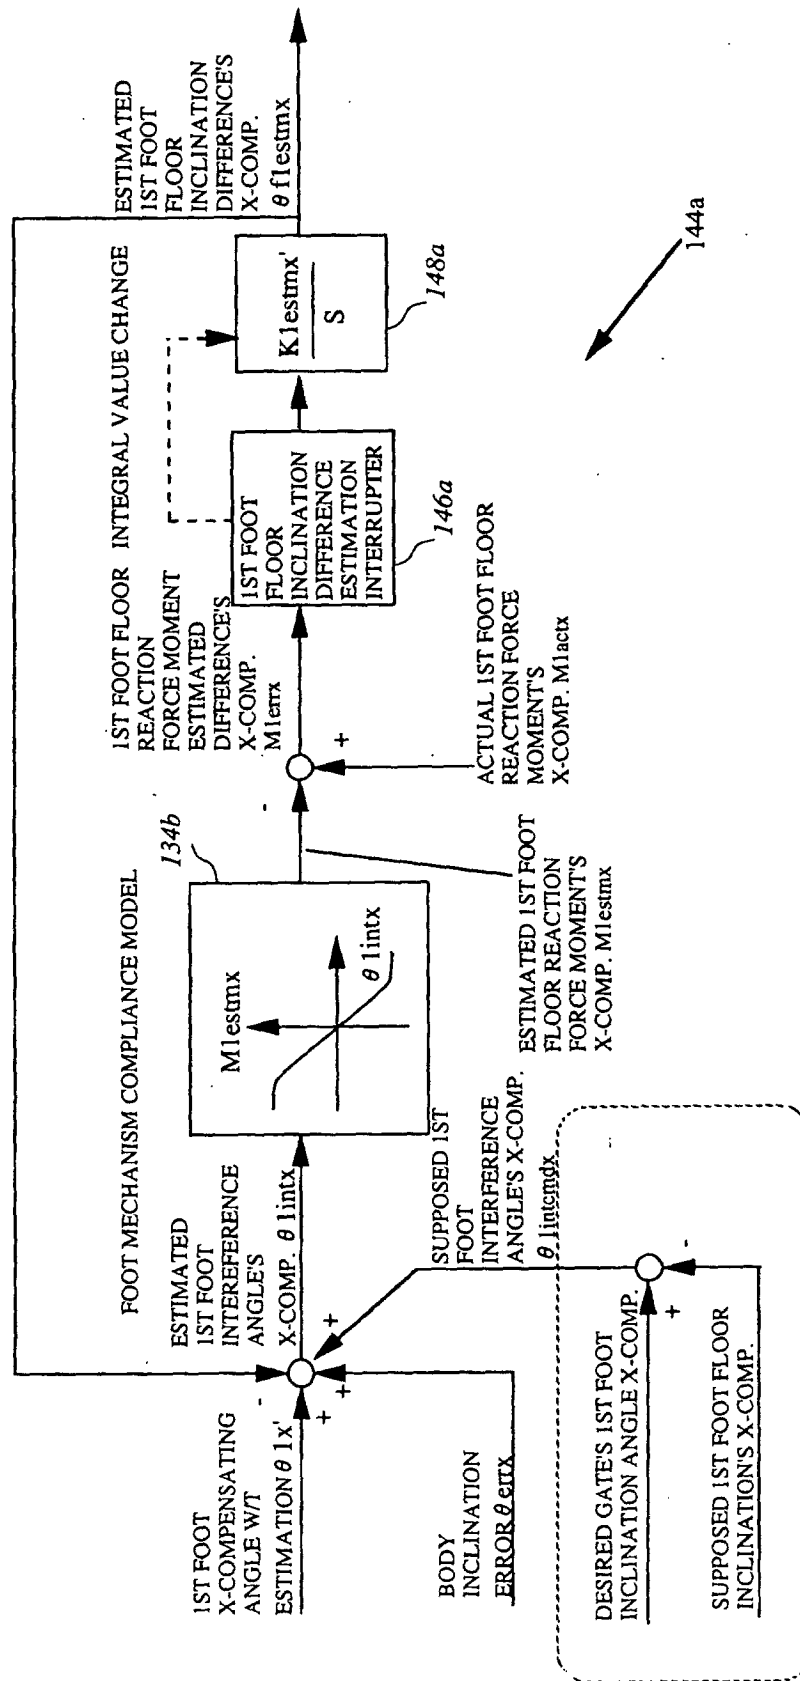 1ST FOOT
X-COMPENSATING
ANGLE W/T
ESTIMATION θ 1x'
BODY
INCLINATION
ERROR θ errx
DESIRED GATE'S 1ST FOOT
INCLINATION ANGLE X-COMP.
SUPPOSED 1ST FOOT FLOOR
INCLINATION'S X-COMP.
+
-
-
+
+
+
ESTIMATED
1ST FOOT
INTEREFERENCE
ANGLE'S
X-COMP. θ 1intx
SUPPOSED 1ST
FOOT
INTERFERENCE
ANGLE'S X-COMP.
θ 1intcmdx
FOOT MECHANISM COMPLIANCE MODEL
134b
M1estmx
θ 1intx
ESTIMATED 1ST FOOT
FLOOR REACTION
FORCE MOMENT'S
X-COMP. M1estmx
-
+
ACTUAL 1ST FOOT FLOOR
REACTION FORCE
MOMENT'S
X-COMP. M1actx
1ST FOOT FLOOR
REACTION
FORCE MOMENT
ESTIMATED
DIFFERENCE'S
X-COMP.
M1errx
1ST FOOT
FLOOR
INCLINATION
DIFFERENCE
ESTIMATION
INTERRUPTER
146a
INTEGRAL VALUE CHANGE
K1estmx'
S
148a
ESTIMATED
1ST FOOT
FLOOR
INCLINATION
DIFFERENCE'S
X-COMP.
θ f1estmx
144a